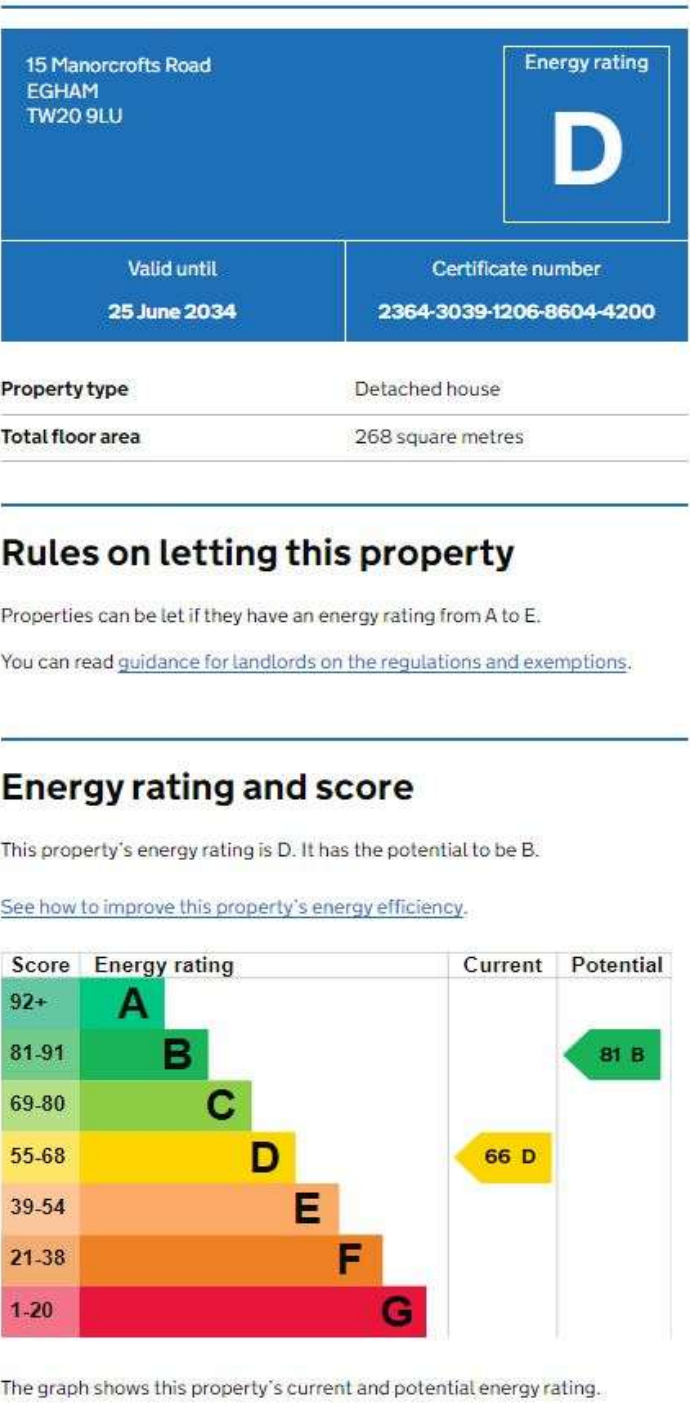 15 Manorcrofts Road
EGHAM
TW20 9LU
Energy rating
D
Valid until
25 June 2034
Certificate number
2364-3039-1206-8604-4200
Property type Detached house
Total floor area 268 square metres
Rules on letting this property
Properties can be let if they have an energy rating from A to E.
You can read guidance for landlords on the regulations and exemptions.
Energy rating and score
This property's energy rating is D. It has the potential to be B.
See how to improve this property's energy efficiency.
Score Energy rating Current Potential
92+ A
81-91 B 81 B
69-80 C
55-68 D 66 D
39-54 E
21-38 F
1-20 G
The graph shows this property's current and potential energy rating.